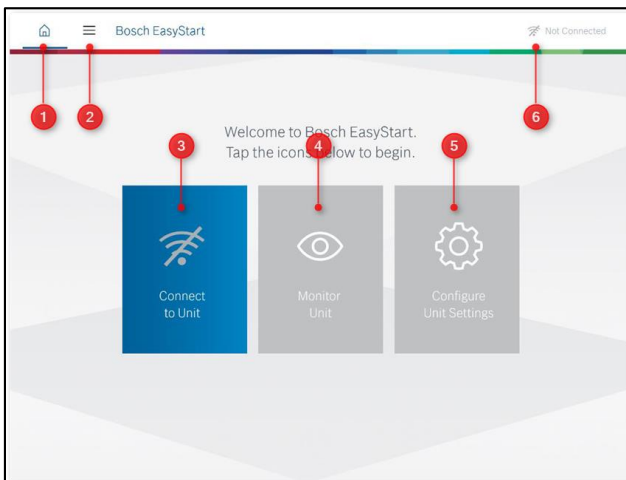 Bosch EasyStart
Not Connected
1
2
6
Welcome to Bosch EasyStart.
Tap the icons below to begin.
3
4
5
Connect
to Unit
Monitor
Unit
Configure
Unit Settings